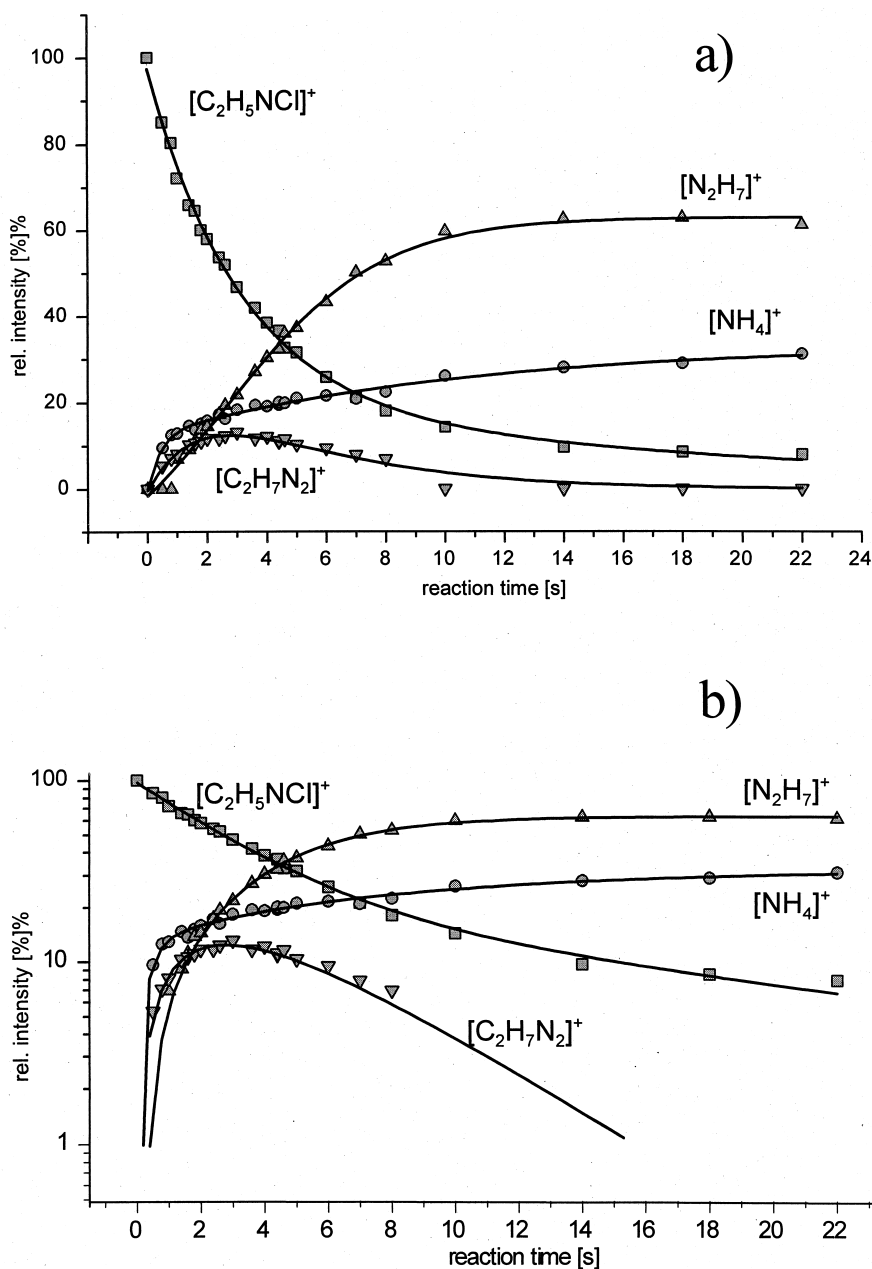 a)
100
80
60
40
20
0
rel. intensity [%]%
[C₂H₅NCl]⁺
[N₂H₇]⁺
[NH₄]⁺
[C₂H₇N₂]⁺
0 2 4 6 8 10 12 14 16 18 20 22 24
reaction time [s]
b)
100
10
1
rel. intensity [%]%
[C₂H₅NCl]⁺
[N₂H₇]⁺
[NH₄]⁺
[C₂H₇N₂]⁺
0 2 4 6 8 10 12 14 16 18 20 22
reaction time [s]